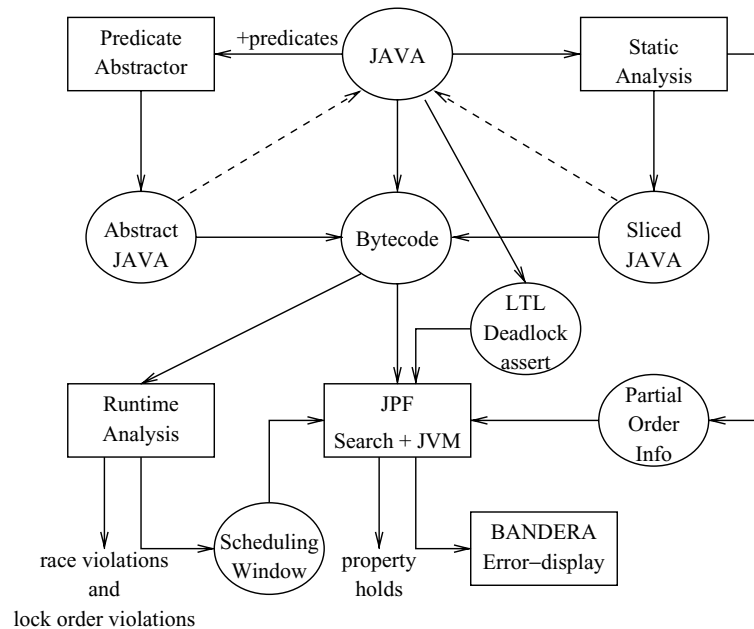 Predicate
Abstractor
+predicates
JAVA
Static
Analysis
Abstract
JAVA
Bytecode
Sliced
JAVA
LTL
Deadlock
assert
Runtime
Analysis
JPF
Search + JVM
Partial
Order
Info
race violations
and
lock order violations
Scheduling
Window
property
holds
BANDERA
Error−display